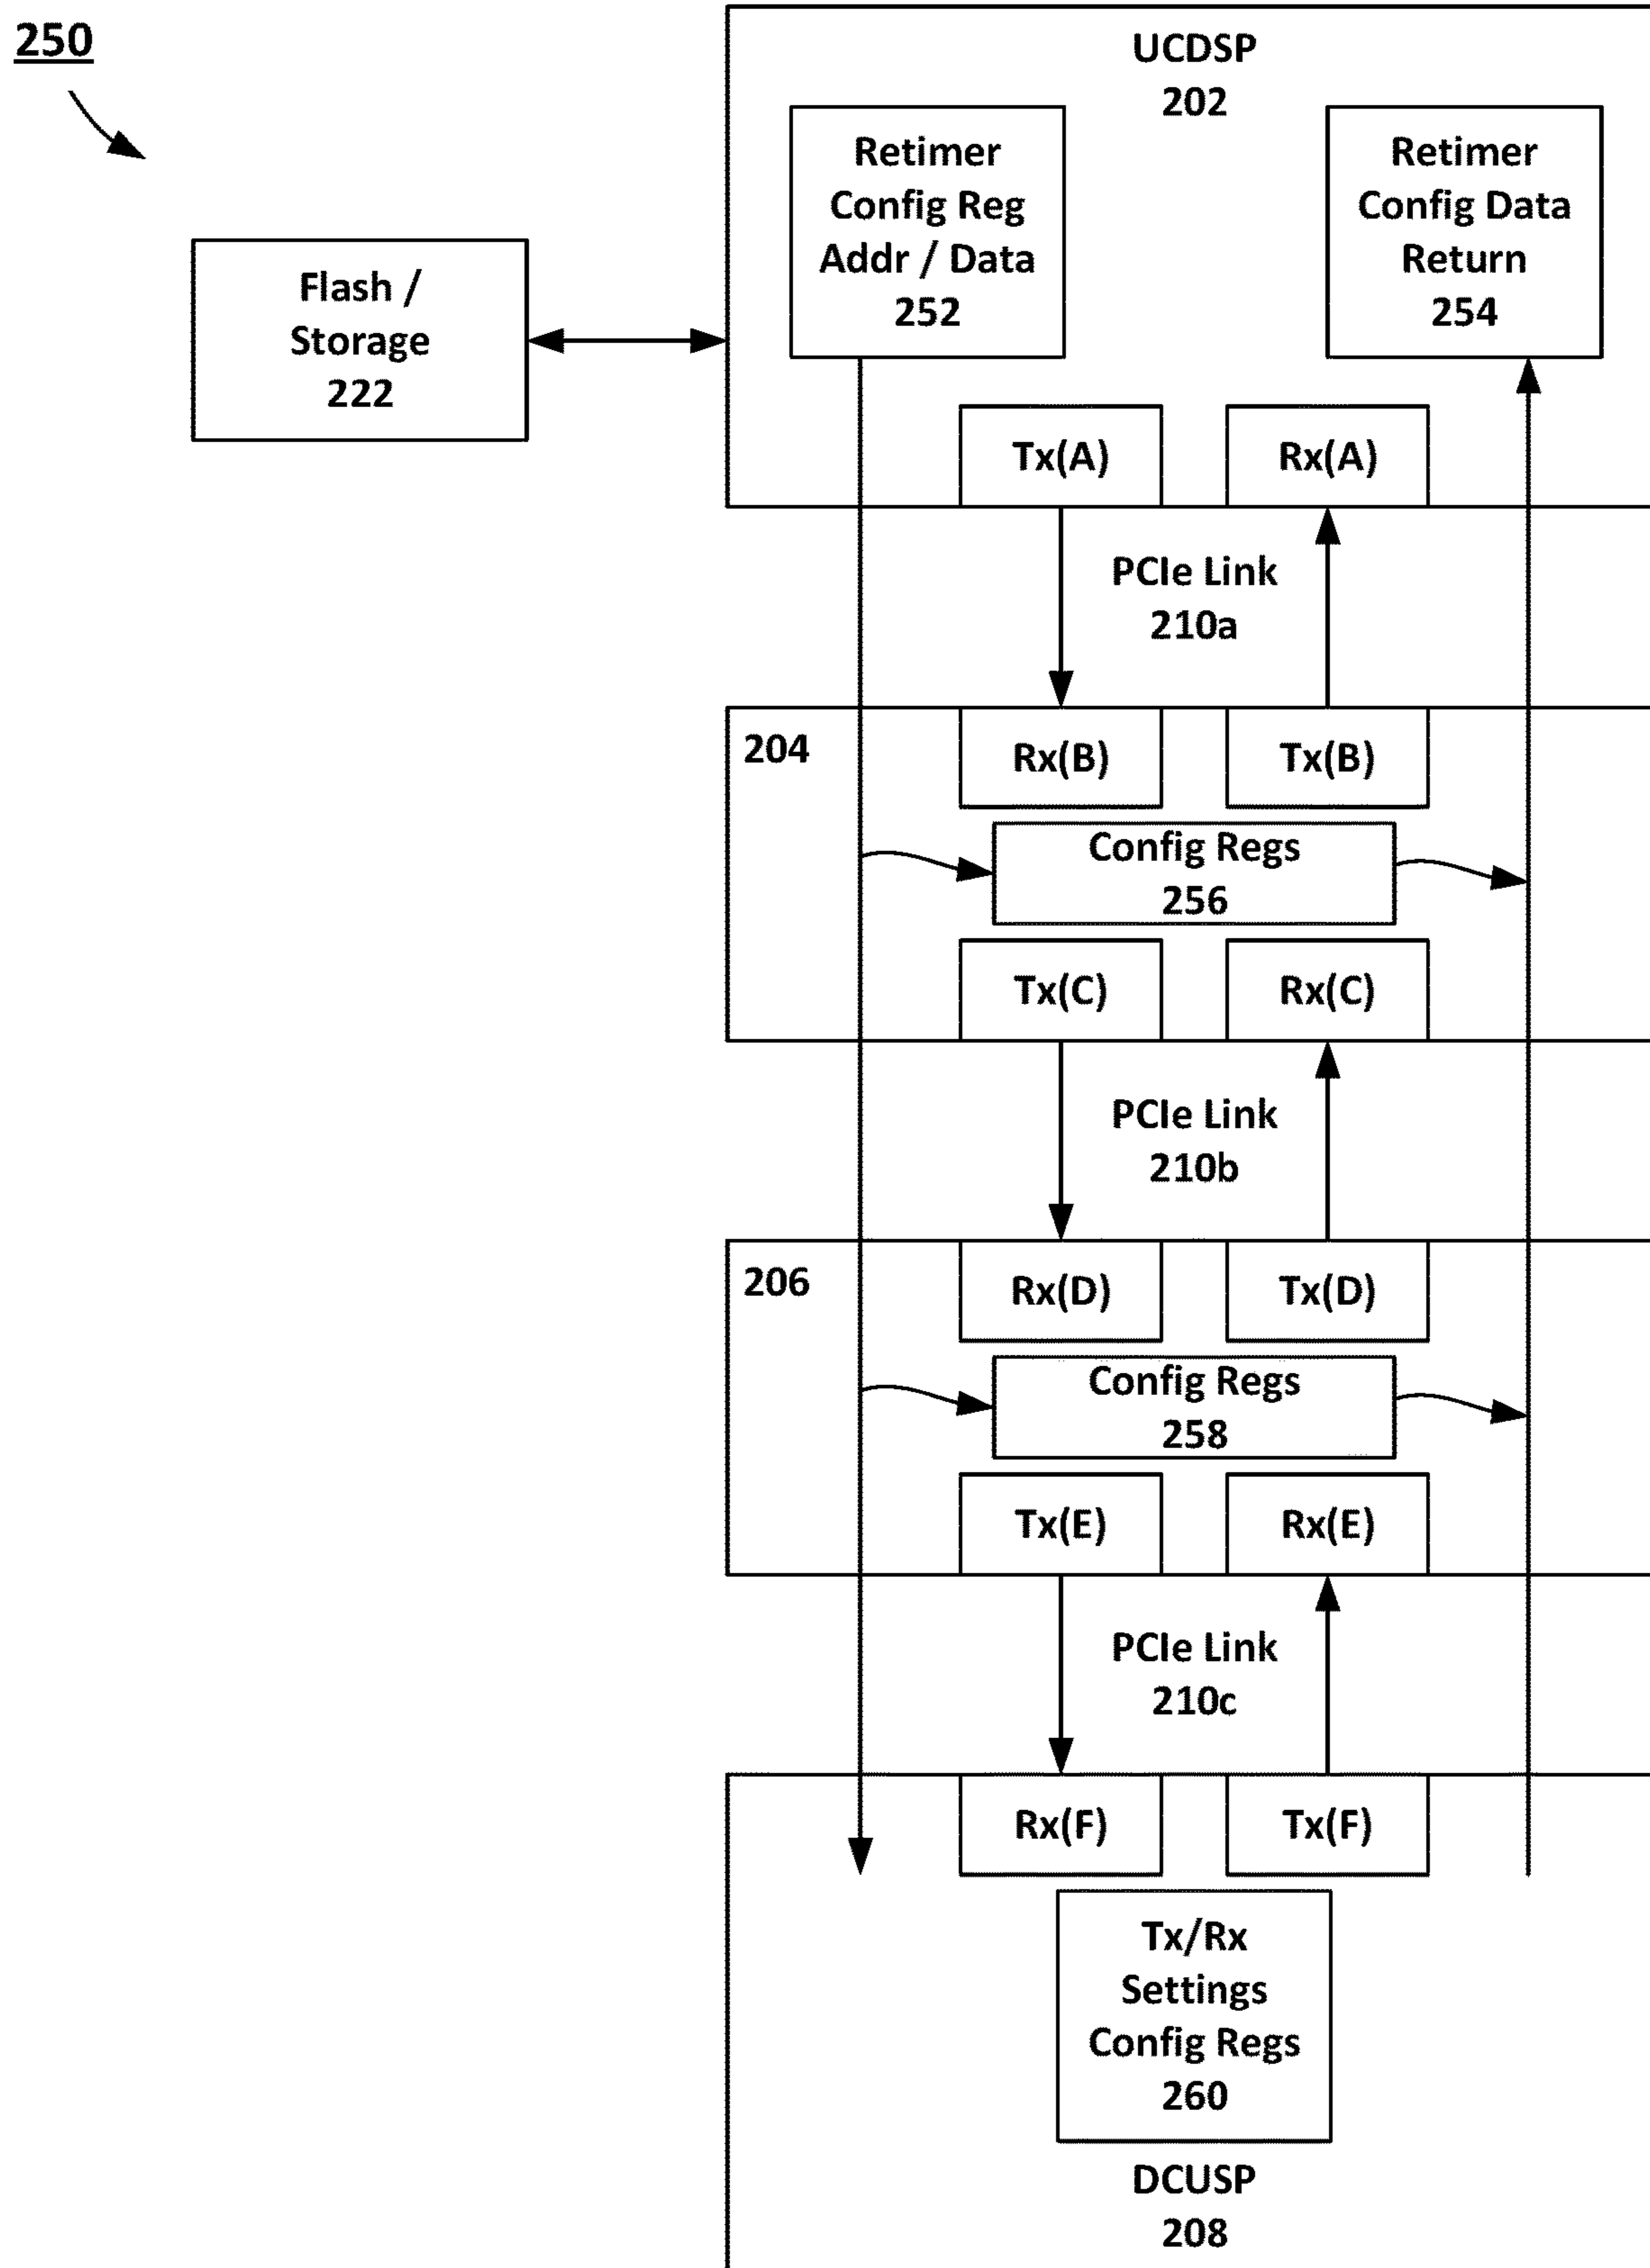 250
UCDSP
202
Retimer
Config Reg
Addr / Data
252
Retimer
Config Data
Return
254
Flash /
Storage
222
Tx(A)
Rx(A)
PCIe Link
210a
204
Rx(B)
Tx(B)
Config Regs
256
Tx(C)
Rx(C)
PCIe Link
210b
206
Rx(D)
Tx(D)
Config Regs
258
Tx(E)
Rx(E)
PCIe Link
210c
Rx(F)
Tx(F)
Tx/Rx
Settings
Config Regs
260
DCUSP
208